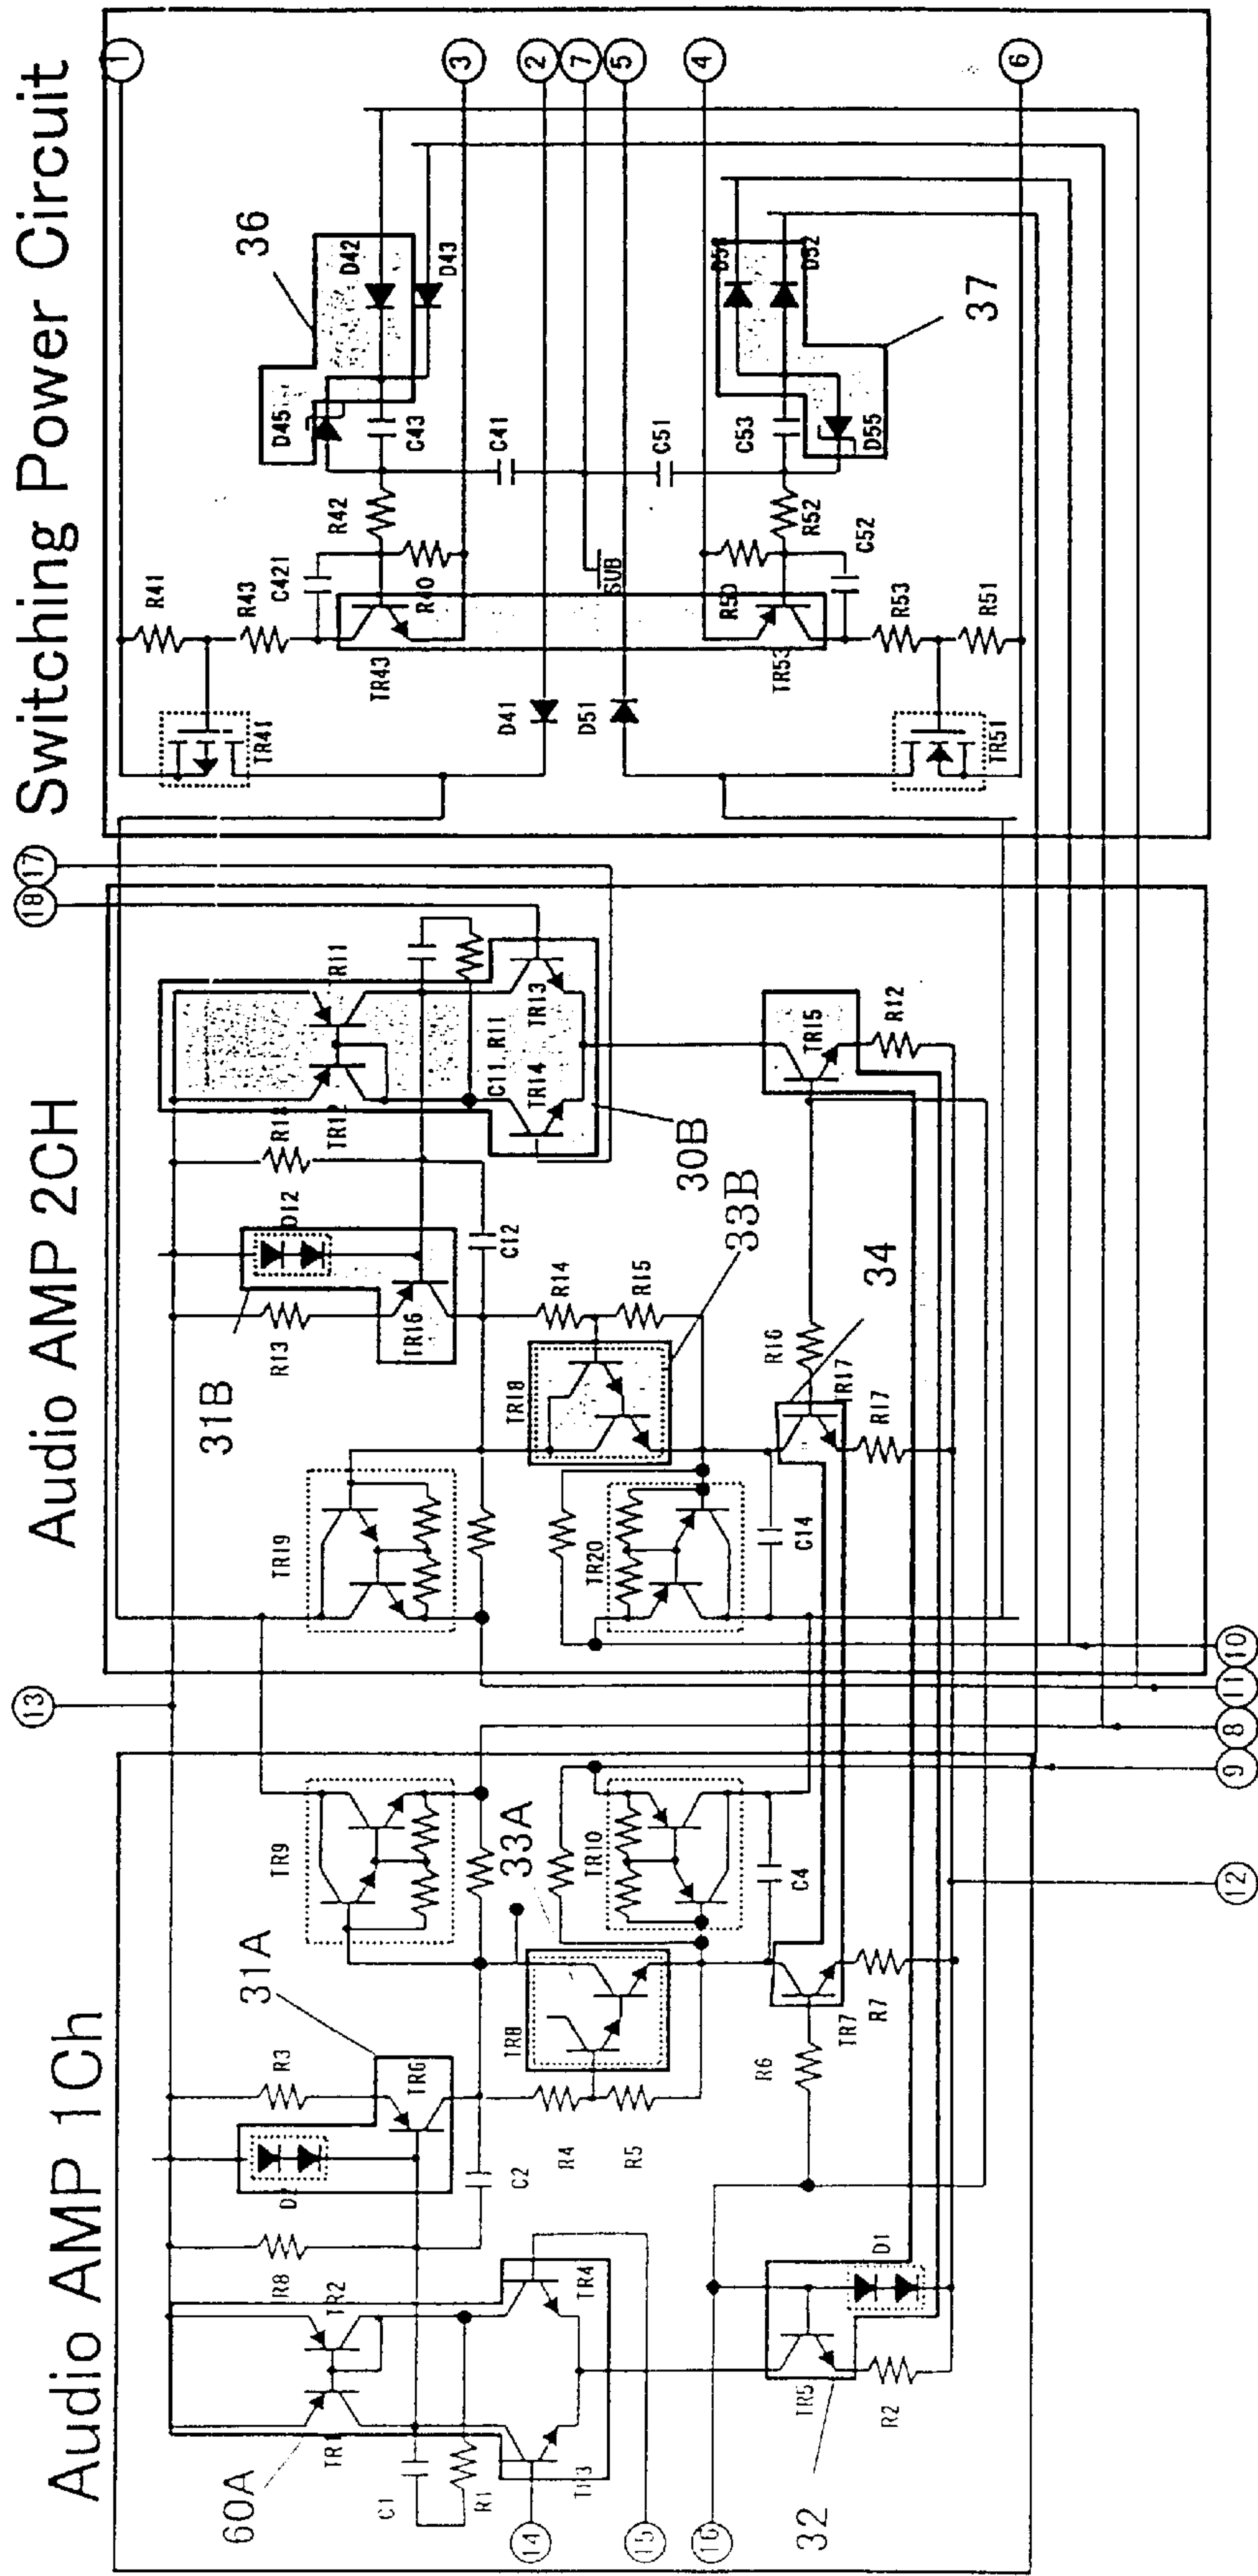 Audio AMP 1Ch
Audio AMP 2CH
Switching Power Circuit
13
18
17
1
3
2
7
5
4
6
60A
TR2
R8
R3
31A
TR6
C1
R1
C2
TR4
14
15
16
R4
R5
TR8
33A
TR9
TR10
C4
R6
TR7
R7
TR5
R2
D1
32
12
9
8
11
10
31B
R13
D12
TR16
C12
R11
C11.R11
TR14
TR13
30B
33B
R14
R15
TR18
TR19
TR20
C14
R16
TR17
R17
34
TR15
R12
R41
R43
C421
TR41
TR43
R40
R42
D45
C43
D42
D43
36
C41
C51
D41
D51
SUB
R50
TR53
R52
C52
C53
D55
D52
37
R53
R51
TR51